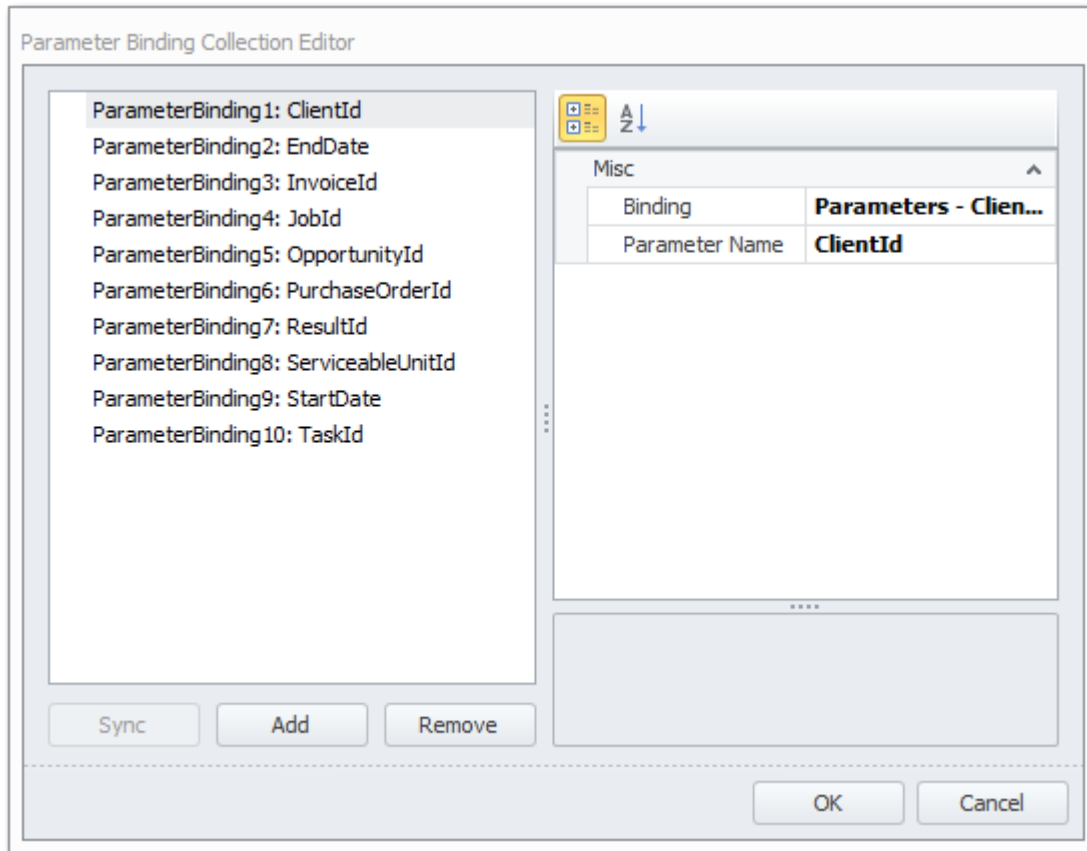 Parameter Binding Collection Editor
ParameterBinding1: ClientId
ParameterBinding2: EndDate
ParameterBinding3: InvoiceId
ParameterBinding4: JobId
ParameterBinding5: OpportunityId
ParameterBinding6: PurchaseOrderId
ParameterBinding7: ResultId
ParameterBinding8: ServiceableUnitId
ParameterBinding9: StartDate
ParameterBinding10: TaskId
Sync Add Remove
A
Z
Misc
Binding Parameters - Clien...
Parameter Name ClientId
OK Cancel